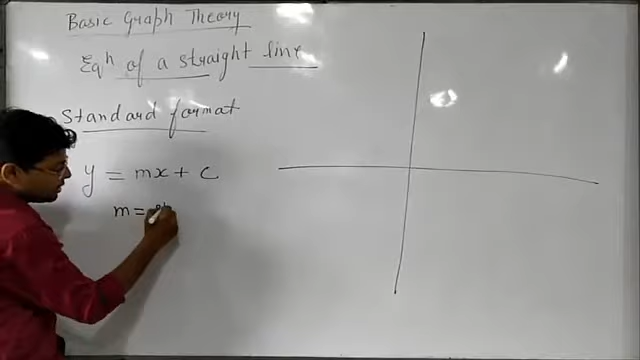 Basic Graph Theory
Eqn of a straight line
Standard format
y = mx + c
m =